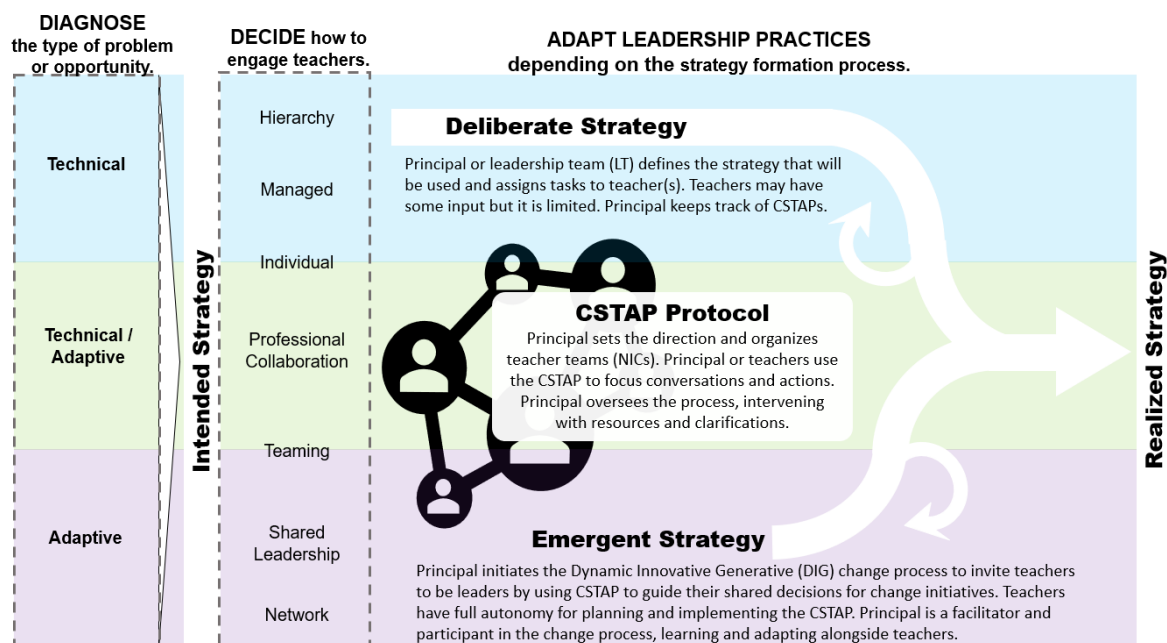 DIAGNOSE
the type of problem
or opportunity.
DECIDE how to
engage teachers.
ADAPT LEADERSHIP PRACTICES
depending on the strategy formation process.
Technical
Technical /
Adaptive
Adaptive
Intended Strategy
Hierarchy
Managed
Individual
Professional
Collaboration
Teaming
Shared
Leadership
Network
Deliberate Strategy
Principal or leadership team (LT) defines the strategy that will
be used and assigns tasks to teacher(s). Teachers may have
some input but it is limited. Principal keeps track of CSTAPs.
CSTAP Protocol
Principal sets the direction and organizes
teacher teams (NICs). Principal or teachers use
the CSTAP to focus conversations and actions.
Principal oversees the process, intervening
with resources and clarifications.
Emergent Strategy
Principal initiates the Dynamic Innovative Generative (DIG) change process to invite teachers
to be leaders by using CSTAP to guide their shared decisions for change initiatives. Teachers
have full autonomy for planning and implementing the CSTAP. Principal is a facilitator and
participant in the change process, learning and adapting alongside teachers.
Realized Strategy